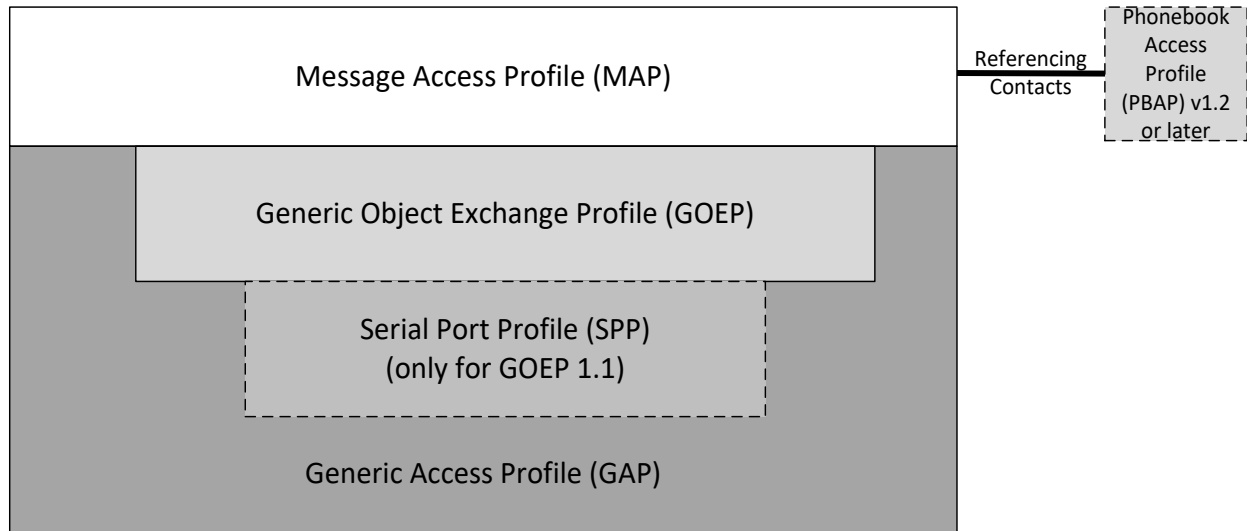 Message Access Profile (MAP)
Referencing
Contacts
Phonebook
Access
Profile
(PBAP) v1.2
or later
Generic Object Exchange Profile (GOEP)
Serial Port Profile (SPP)
(only for GOEP 1.1)
Generic Access Profile (GAP)